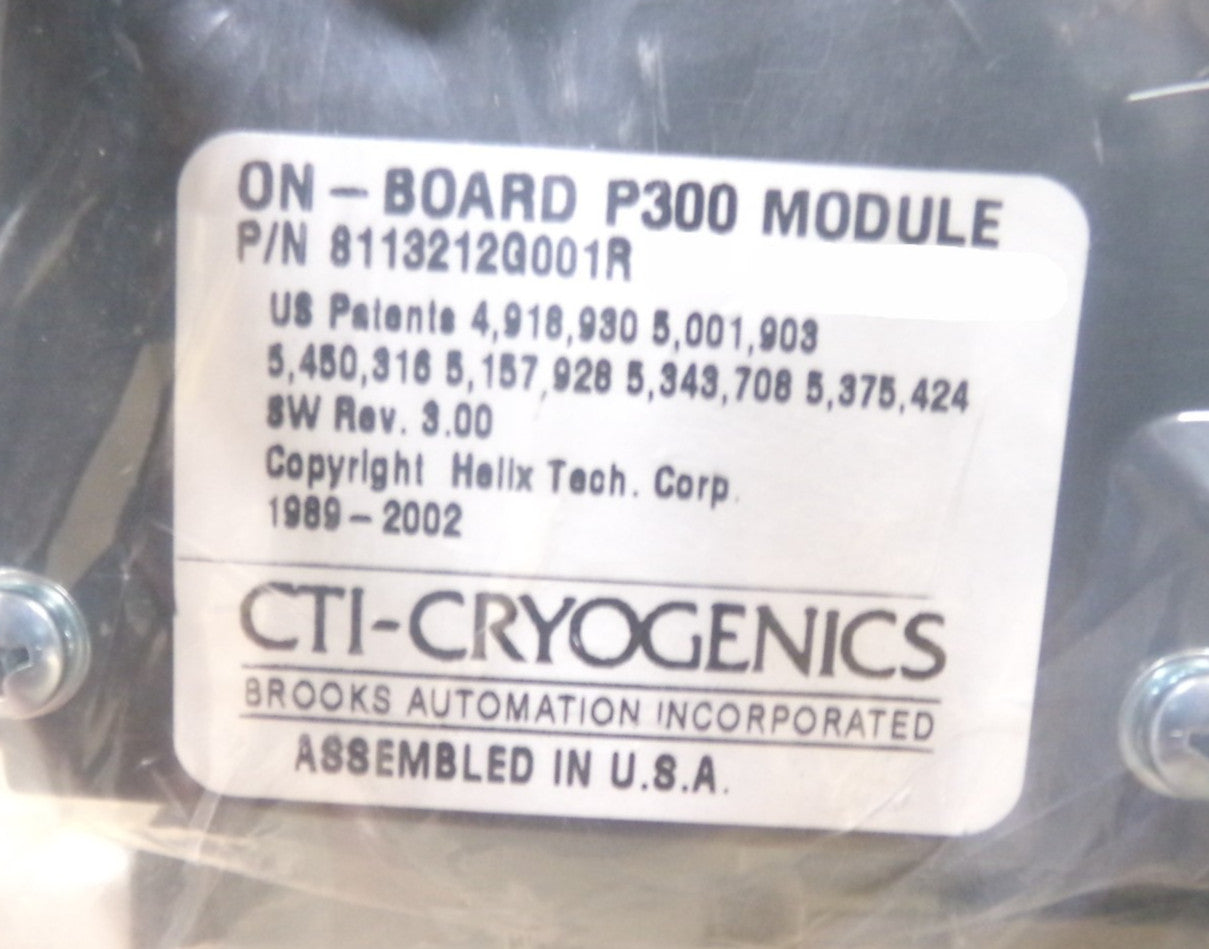 ON-BOARD P300 MODULE
P/N 8113212G001R
US Patents 4,918,930 5,001,903
5,450,316 5,157,928 5,343,708 5,375,424
SW Rev. 3.00
Copyright Helix Tech. Corp.
1989-2002
CTI-CRYOGENICS
BROOKS AUTOMATION INCORPORATED
ASSEMBLED IN U.S.A.